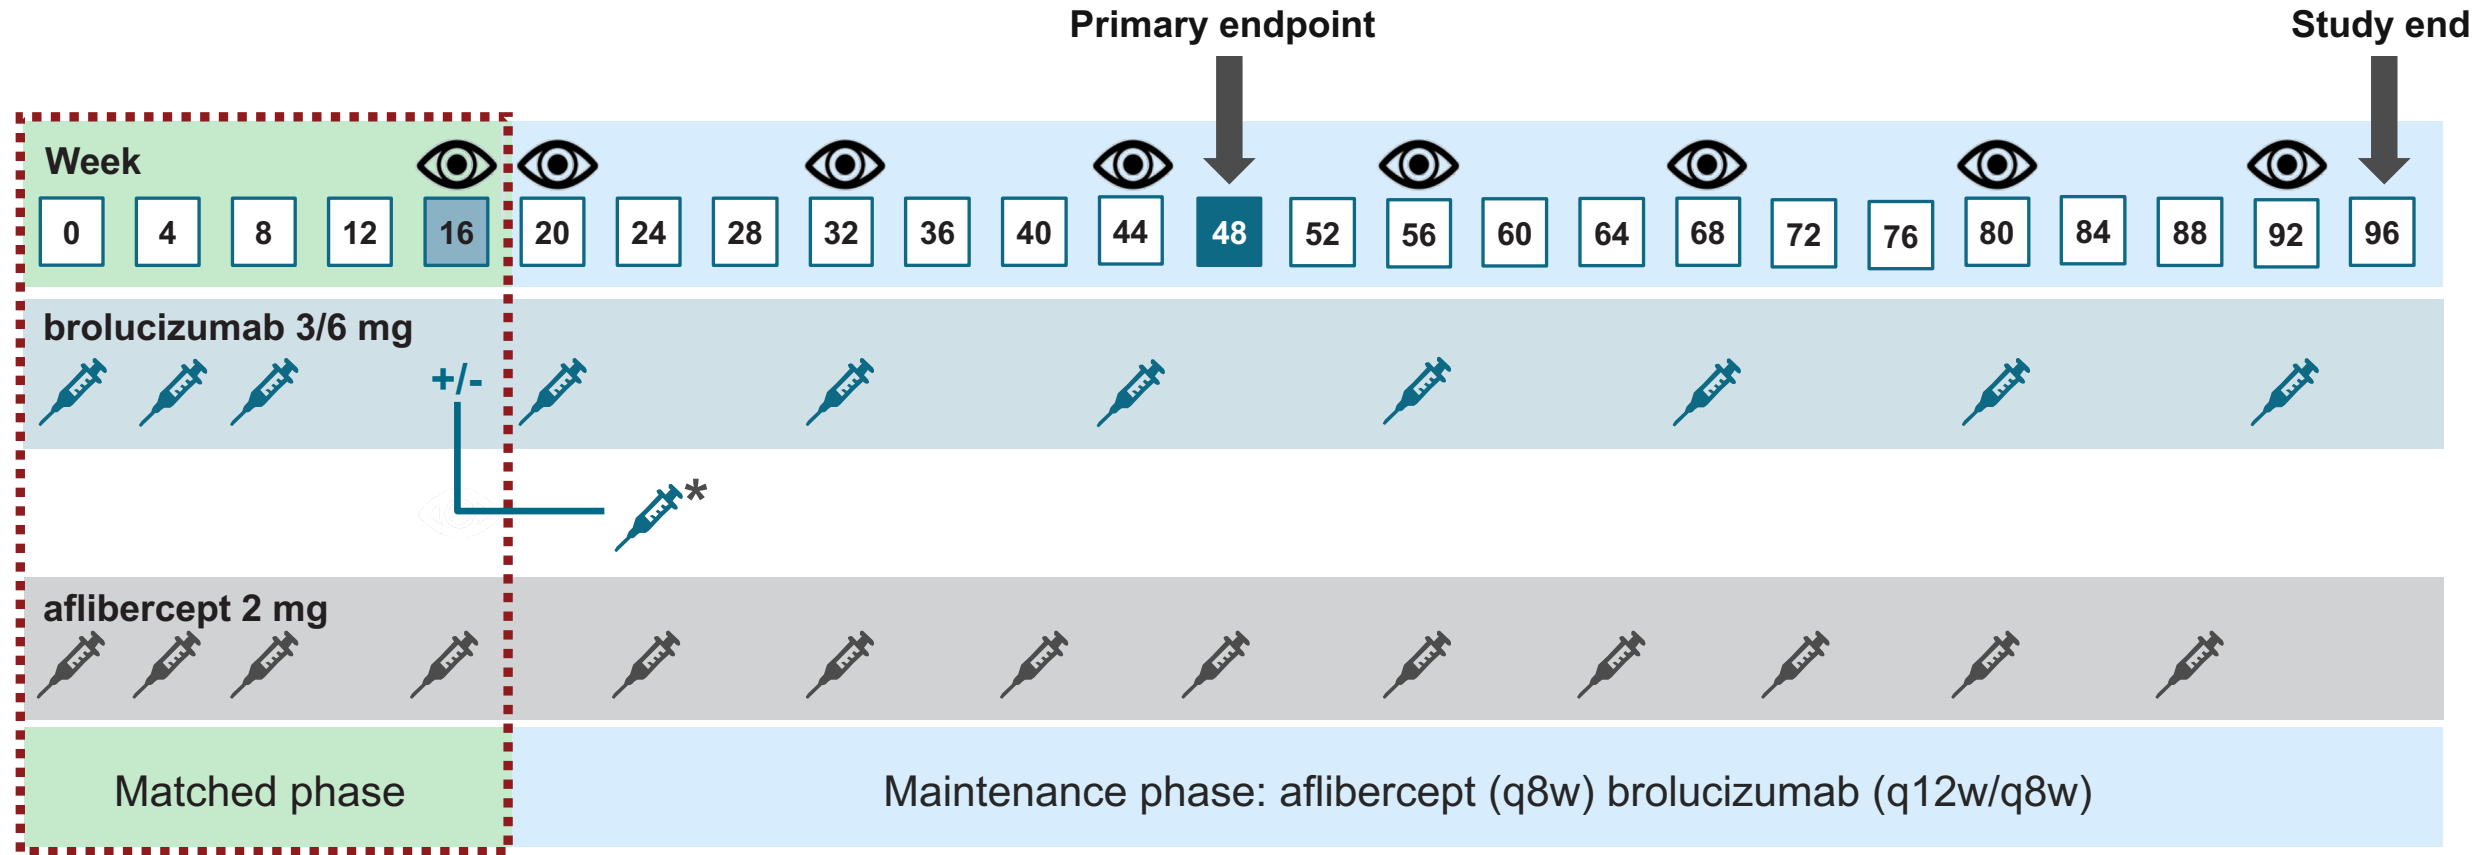 Primary endpoint
Study end
Week
0 4 8 12 16 20 24 28 32 36 40 44 48 52 56 60 64 68 72 76 80 84 88 92 96
brolucizumab 3/6 mg
+/-
*
aflibercept 2 mg
Matched phase
Maintenance phase: aflibercept (q8w) brolucizumab (q12w/q8w)